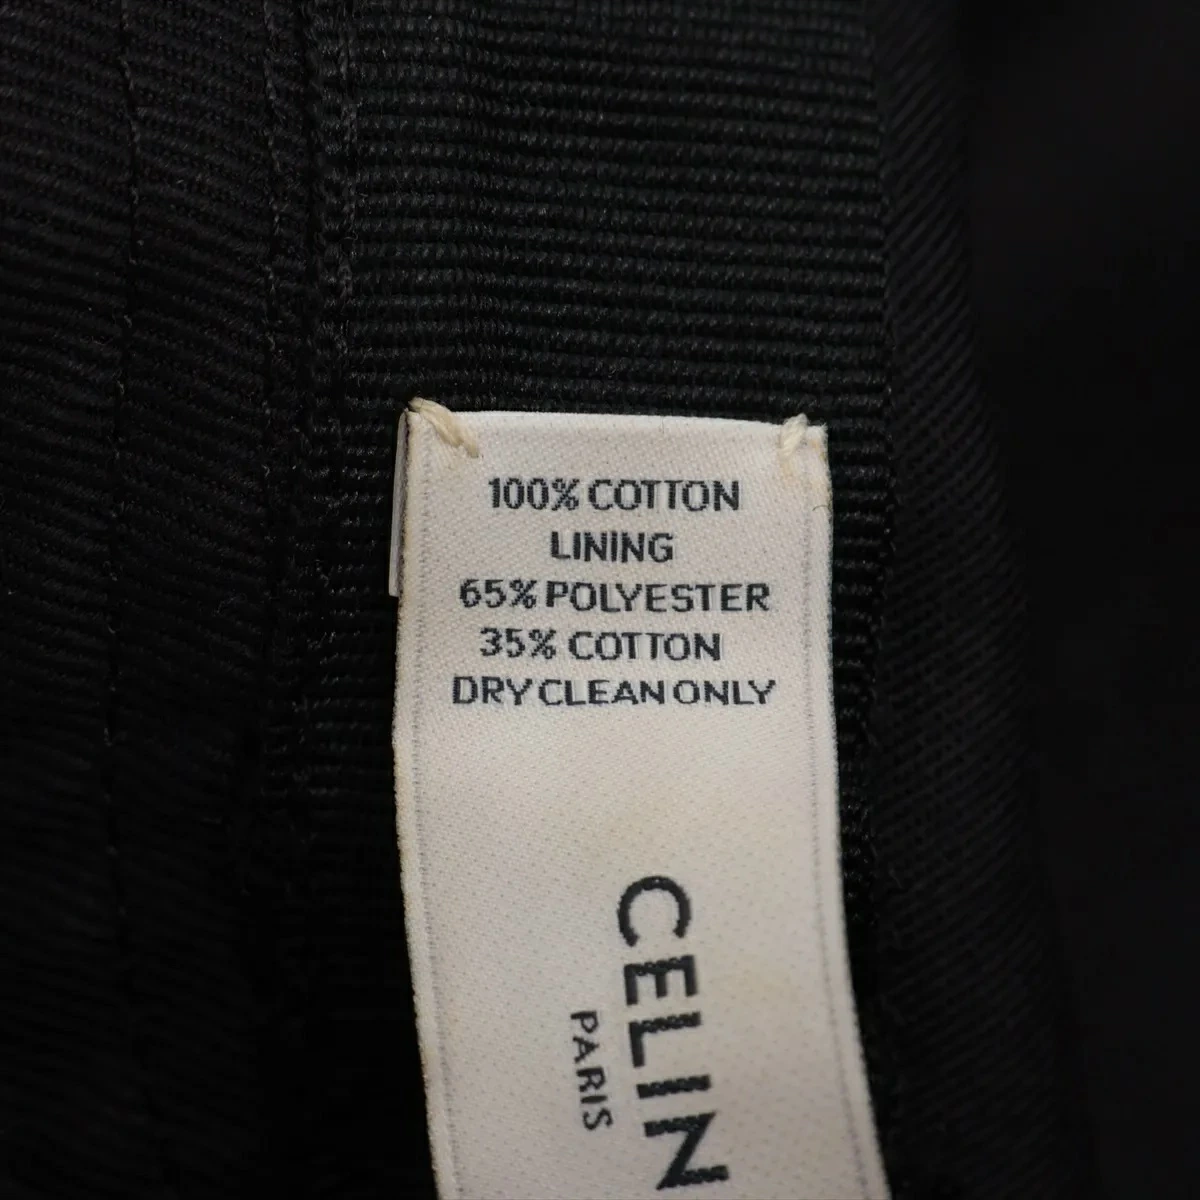 100% COTTON
LINING
65% POLYESTER
35% COTTON
DRY CLEAN ONLY
CELIN
PARIS